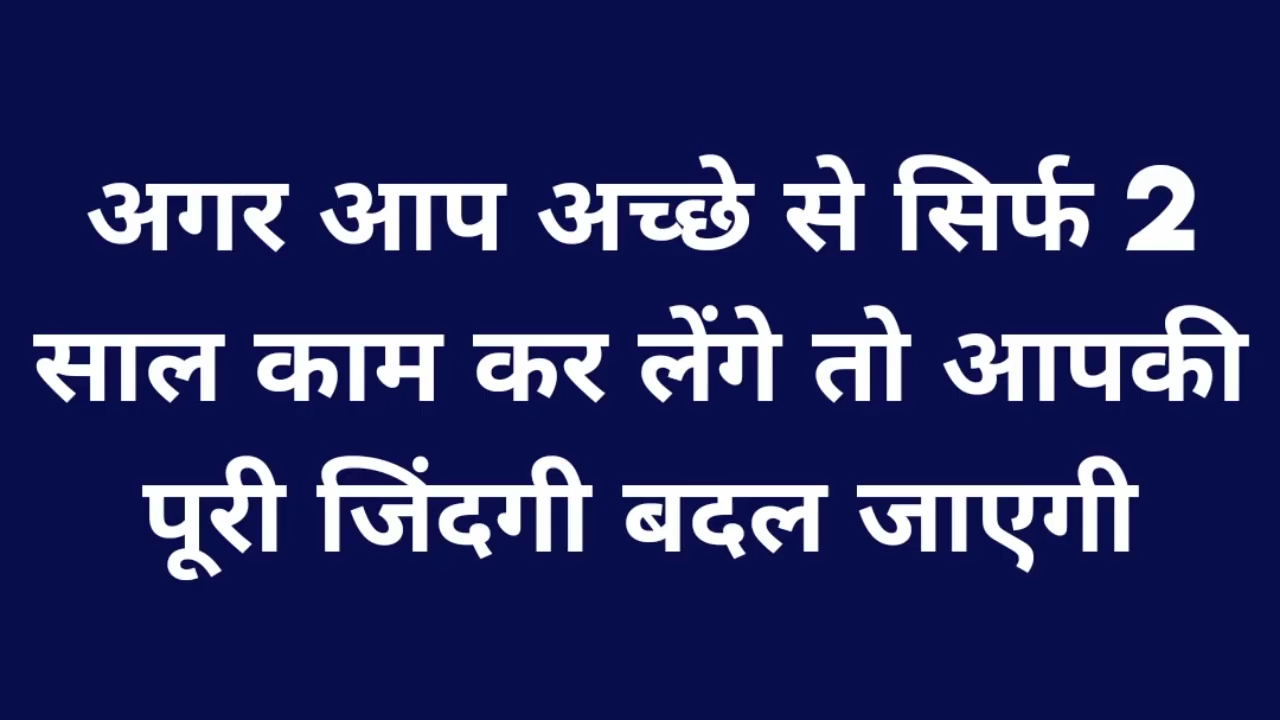 अगर आप अच्छे से सिर्फ 2
साल काम कर लेंगे तो आपकी
पूरी जिंदगी बदल जाएगी